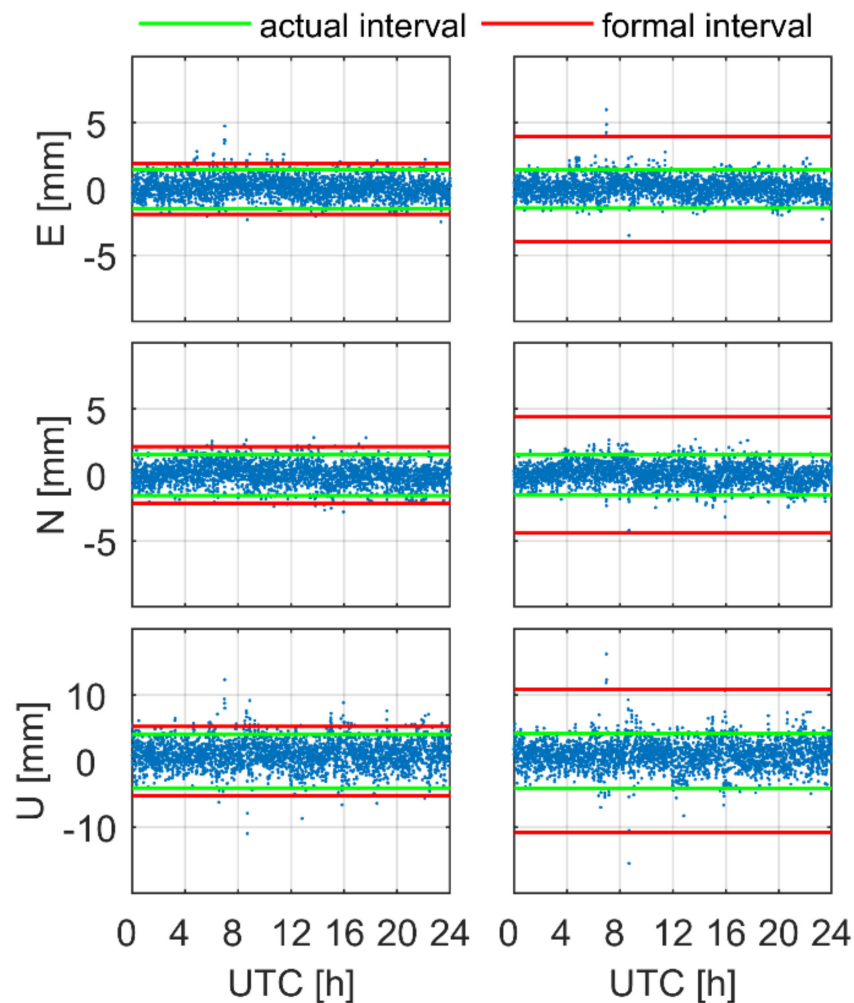 actual interval formal interval
5
0
-5
E [mm]
5
0
-5
N [mm]
10
0
-10
U [mm]
0 4 8 12 16 20 24 0 4 8 12 16 20 24
UTC [h] UTC [h]